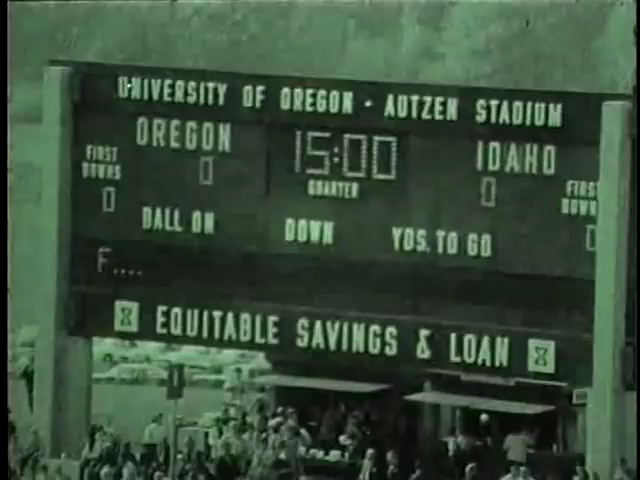 UNIVERSITY OF OREGON - AUTZEN STADIUM
OREGON 15:00 IDAHO
FIRST DOWNS 0 QUARTER 0 FIRST DOWN
0 0
BALL ON DOWN YDS. TO GO
F....
EQUITABLE SAVINGS & LOAN
1